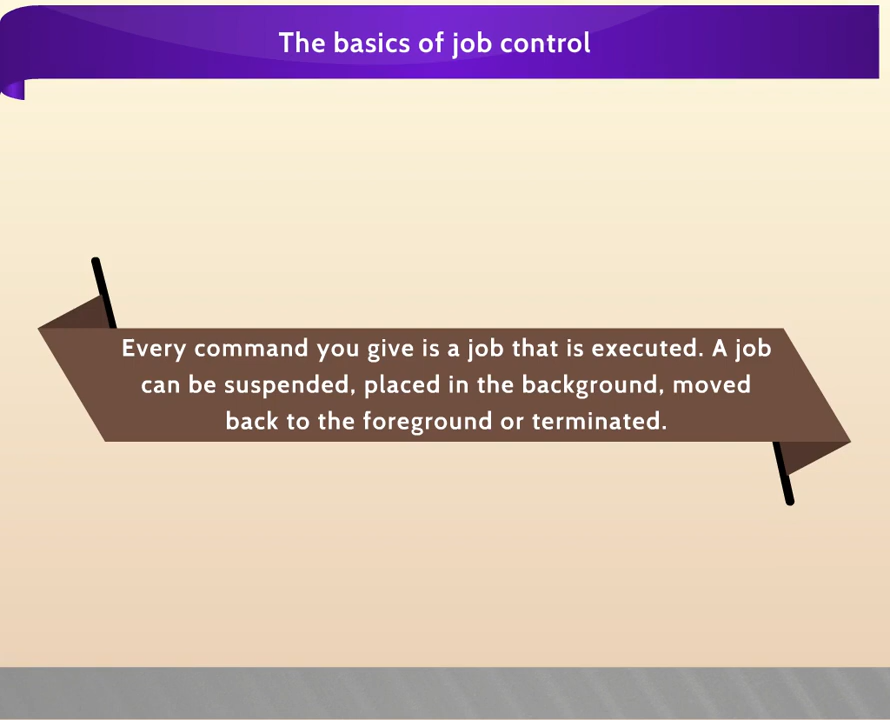 The basics of job control
Every command you give is a job that is executed. A job
can be suspended, placed in the background, moved
back to the foreground or terminated.